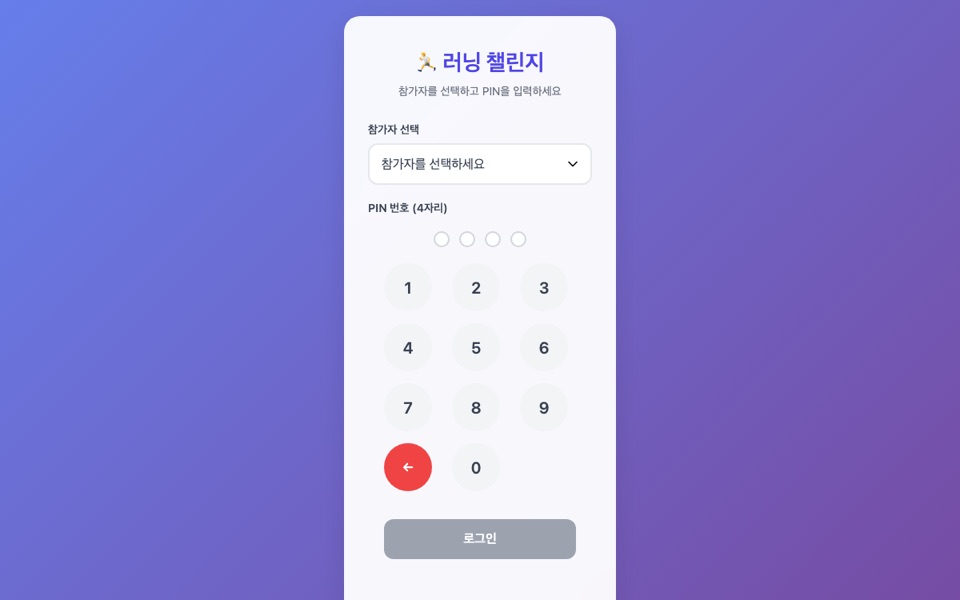 러닝 챌린지
참가자를 선택하고 PIN을 입력하세요
참가자 선택
참가자를 선택하세요
PIN 번호 (4자리)
1 2 3
4 5 6
7 8 9
← 0
로그인